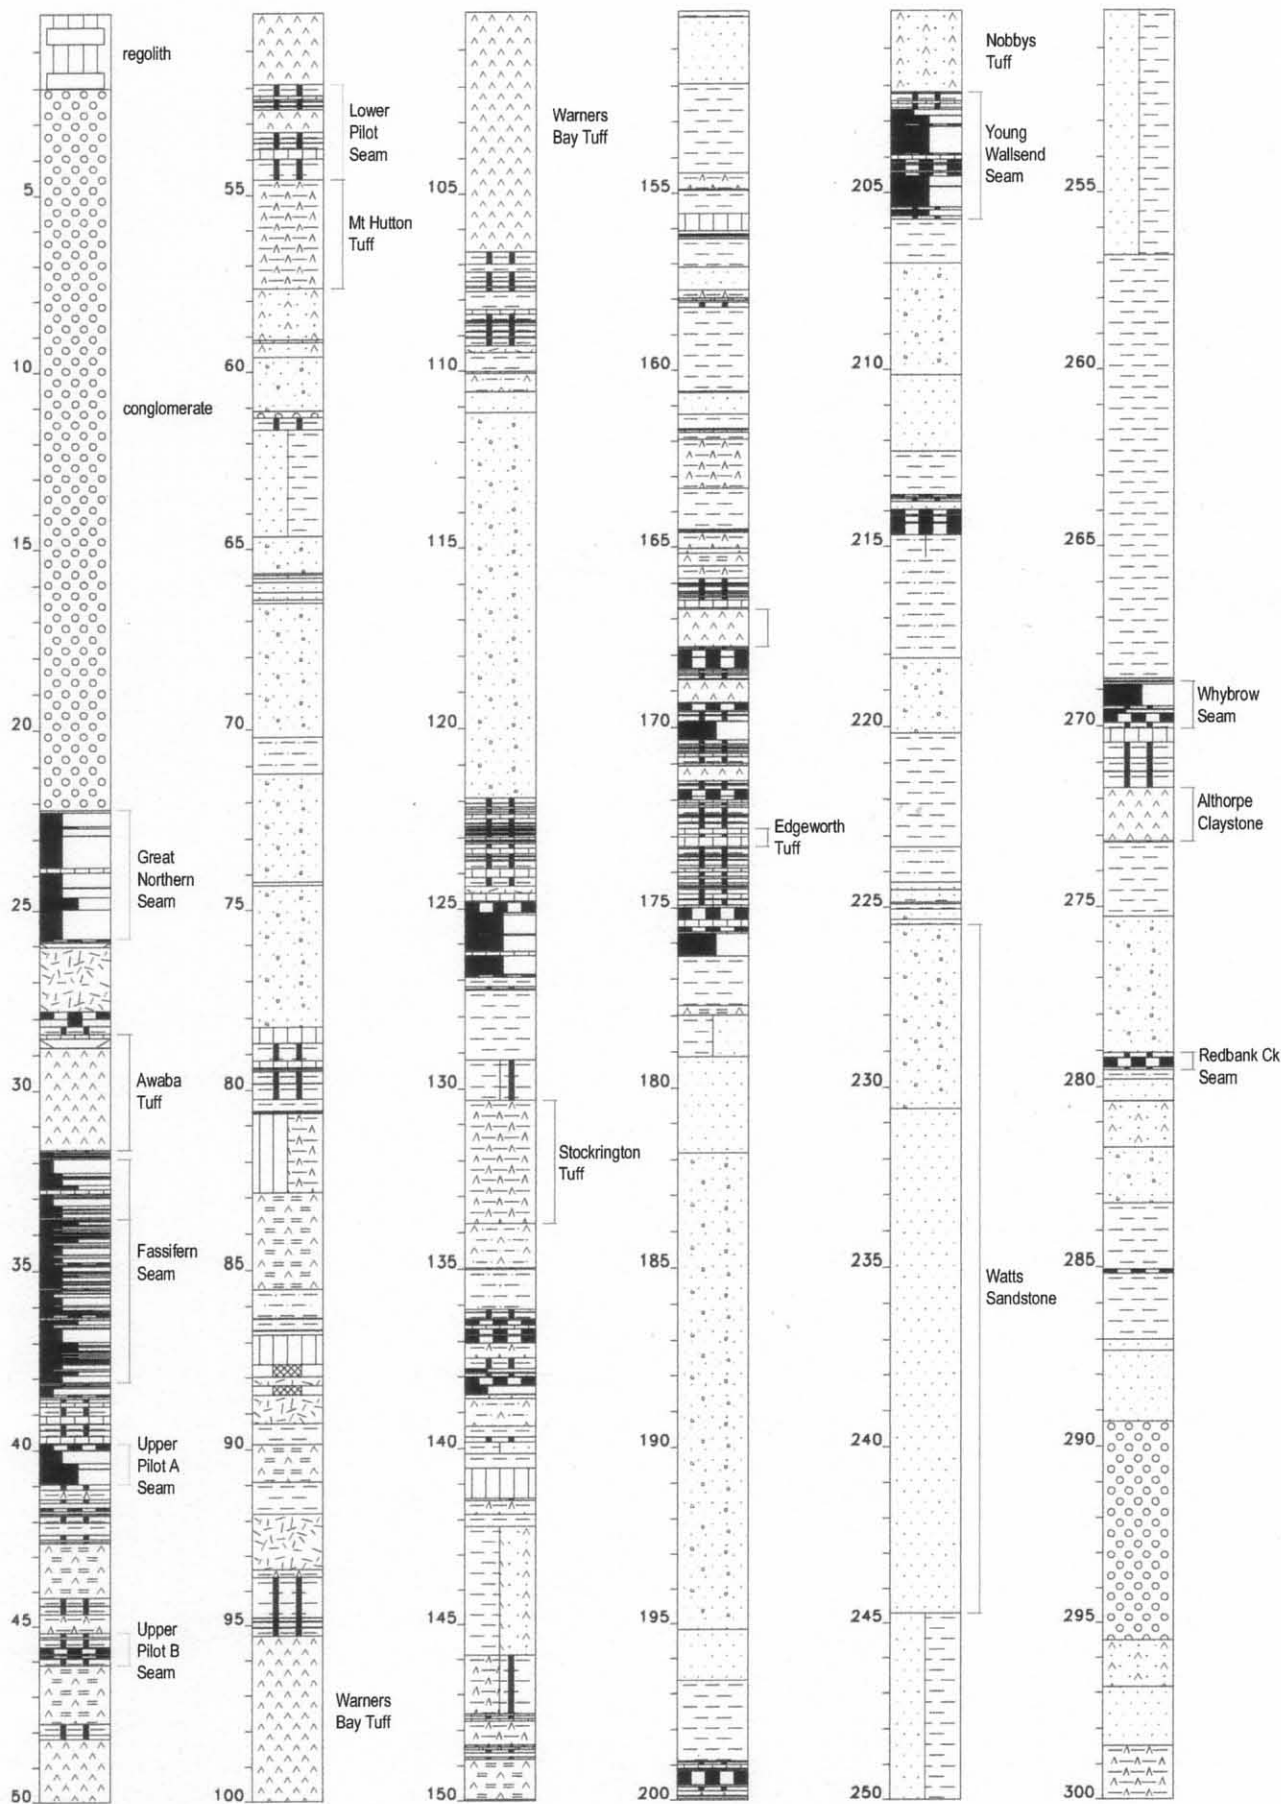 regolith
5
10
conglomerate
15
20
Great
Northern
Seam
25
Awaba
Tuff
30
Fassifern
Seam
35
40
Upper
Pilot A
Seam
45
Upper
Pilot B
Seam
50
Lower
Pilot
Seam
55
Mt Hutton
Tuff
60
65
70
75
80
85
90
95
Warners
Bay Tuff
100
Warners
Bay Tuff
105
110
115
120
125
130
Stockrington
Tuff
135
140
145
150
155
160
165
170
Edgeworth
Tuff
175
180
185
190
195
200
Nobbys
Tuff
Young
Wallsend
Seam
205
210
215
220
225
230
235
Watts
Sandstone
240
245
250
255
260
265
Whybrow
Seam
270
Althorpe
Claystone
275
Redbank Ck
Seam
280
285
290
295
300